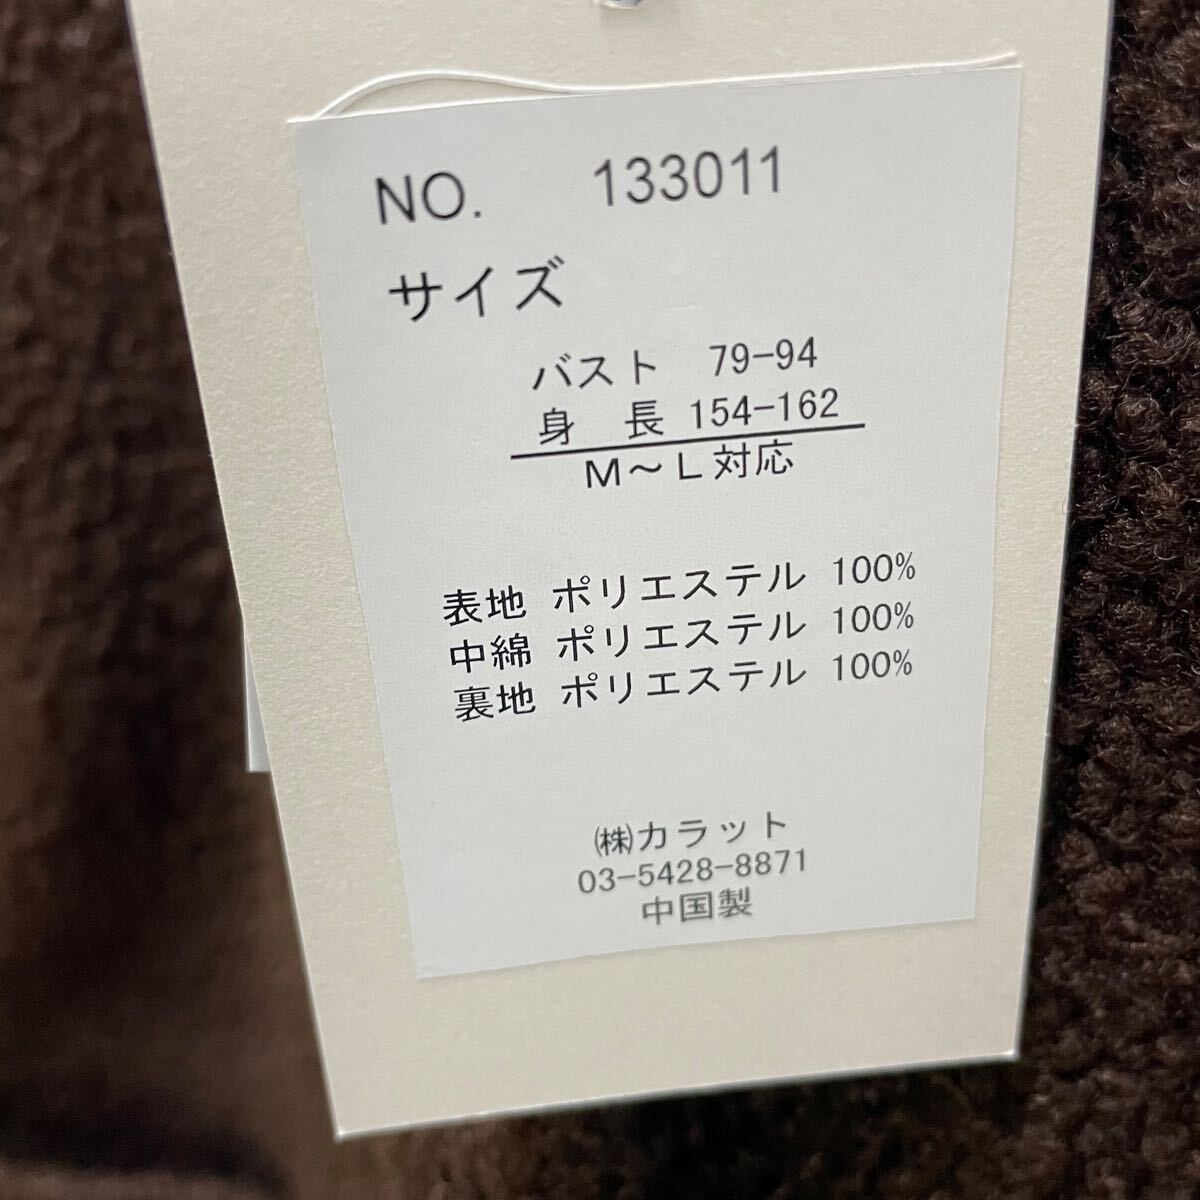 NO. 133011
サイズ
バスト 79-94
身 長 154-162
M～L対応
表地 ポリエステル 100%
中綿 ポリエステル 100%
裏地 ポリエステル 100%
㈱カラット
03-5428-8871
中国製